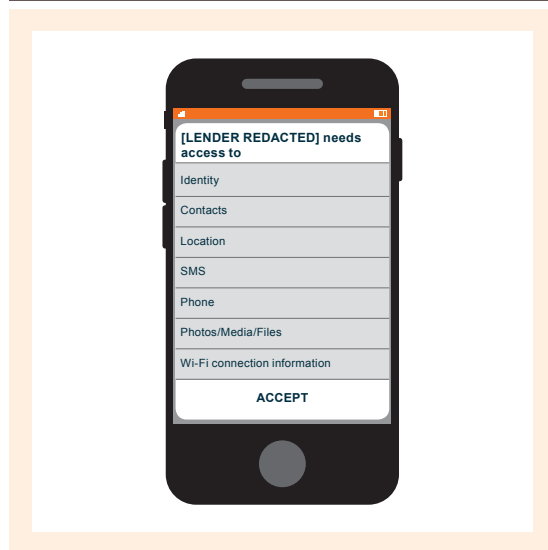 [LENDER REDACTED] needs
access to
Identity
Contacts
Location
SMS
Phone
Photos/Media/Files
Wi-Fi connection information
ACCEPT